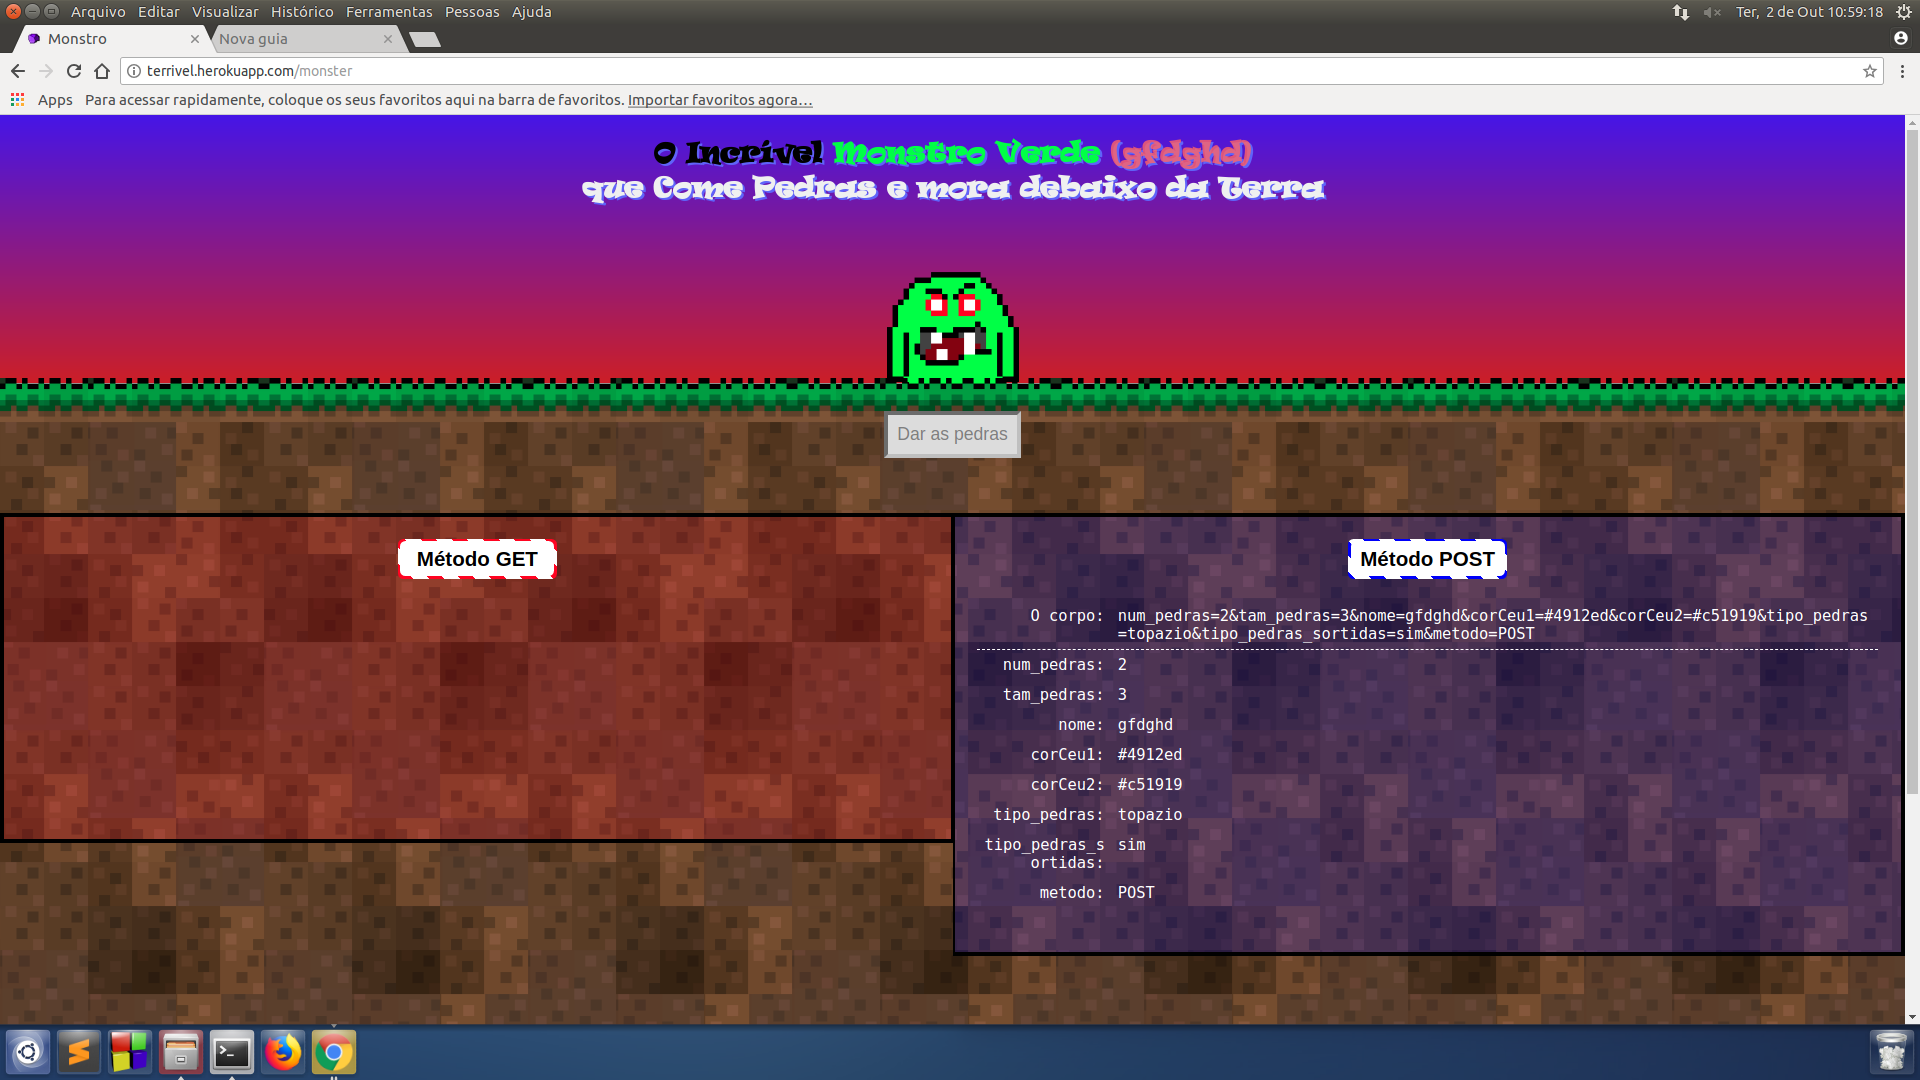 Arquivo Editar Visualizar Histórico Ferramentas Pessoas Ajuda
Ter, 2 de Out 10:59:18
Monstro
Nova guia
terrivel.herokuapp.com/monster
Apps Para acessar rapidamente, coloque os seus favoritos aqui na barra de favoritos. Importar favoritos agora…
O Incrível Monstro Verde (gfdghd)
que Come Pedras e mora debaixo da Terra
Dar as pedras
Método GET
Método POST
O corpo: num_pedras=2&tam_pedras=3&nome=gfdghd&corCeu1=#4912ed&corCeu2=#c51919&tipo_pedras
=topazio&tipo_pedras_sortidas=sim&metodo=POST
num_pedras: 2
tam_pedras: 3
nome: gfdghd
corCeu1: #4912ed
corCeu2: #c51919
tipo_pedras: topazio
tipo_pedras_s sim
ortidas:
metodo: POST